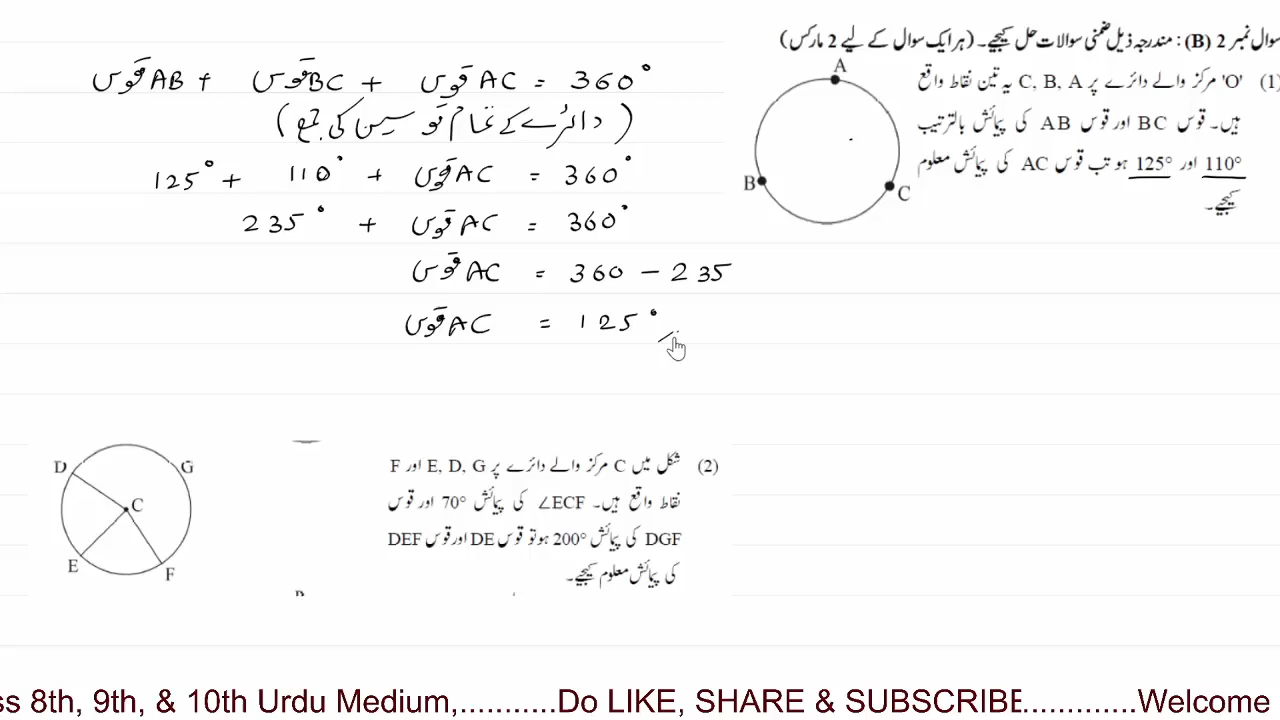 سوال نمبر 2 (B) : مندرجہ ذیل ضمنی سوالات حل کیجیے۔ (ہر ایک سوال کے لیے 2 مارکس)
(1) 'O' مرکز والے دائرے پر C, B, A یہ تین نقاط واقع
ہیں۔ قوس BC اور قوس AB کی پیمائش بالترتیب
110° اور 125° ہو تب قوس AC کی پیمائش معلوم
کیجیے۔
A
B
C
قوس AB + قوس BC + قوس AC = 360°
(دائرے کے تمام قوسین کی جمع)
125° + 110° + قوس AC = 360°
235° + قوس AC = 360°
قوس AC = 360 - 235
قوس AC = 125°
(2) شکل میں C مرکز والے دائرے پر E, D, G اور F
نقاط واقع ہیں۔ ∠ECF کی پیمائش 70° اور قوس
DGF کی پیمائش 200° ہو تو قوس DE اور قوس DEF
کی پیمائش معلوم کیجیے۔
D
G
C
E
F
ss 8th, 9th, & 10th Urdu Medium,...........Do LIKE, SHARE & SUBSCRIBE.............Welcome